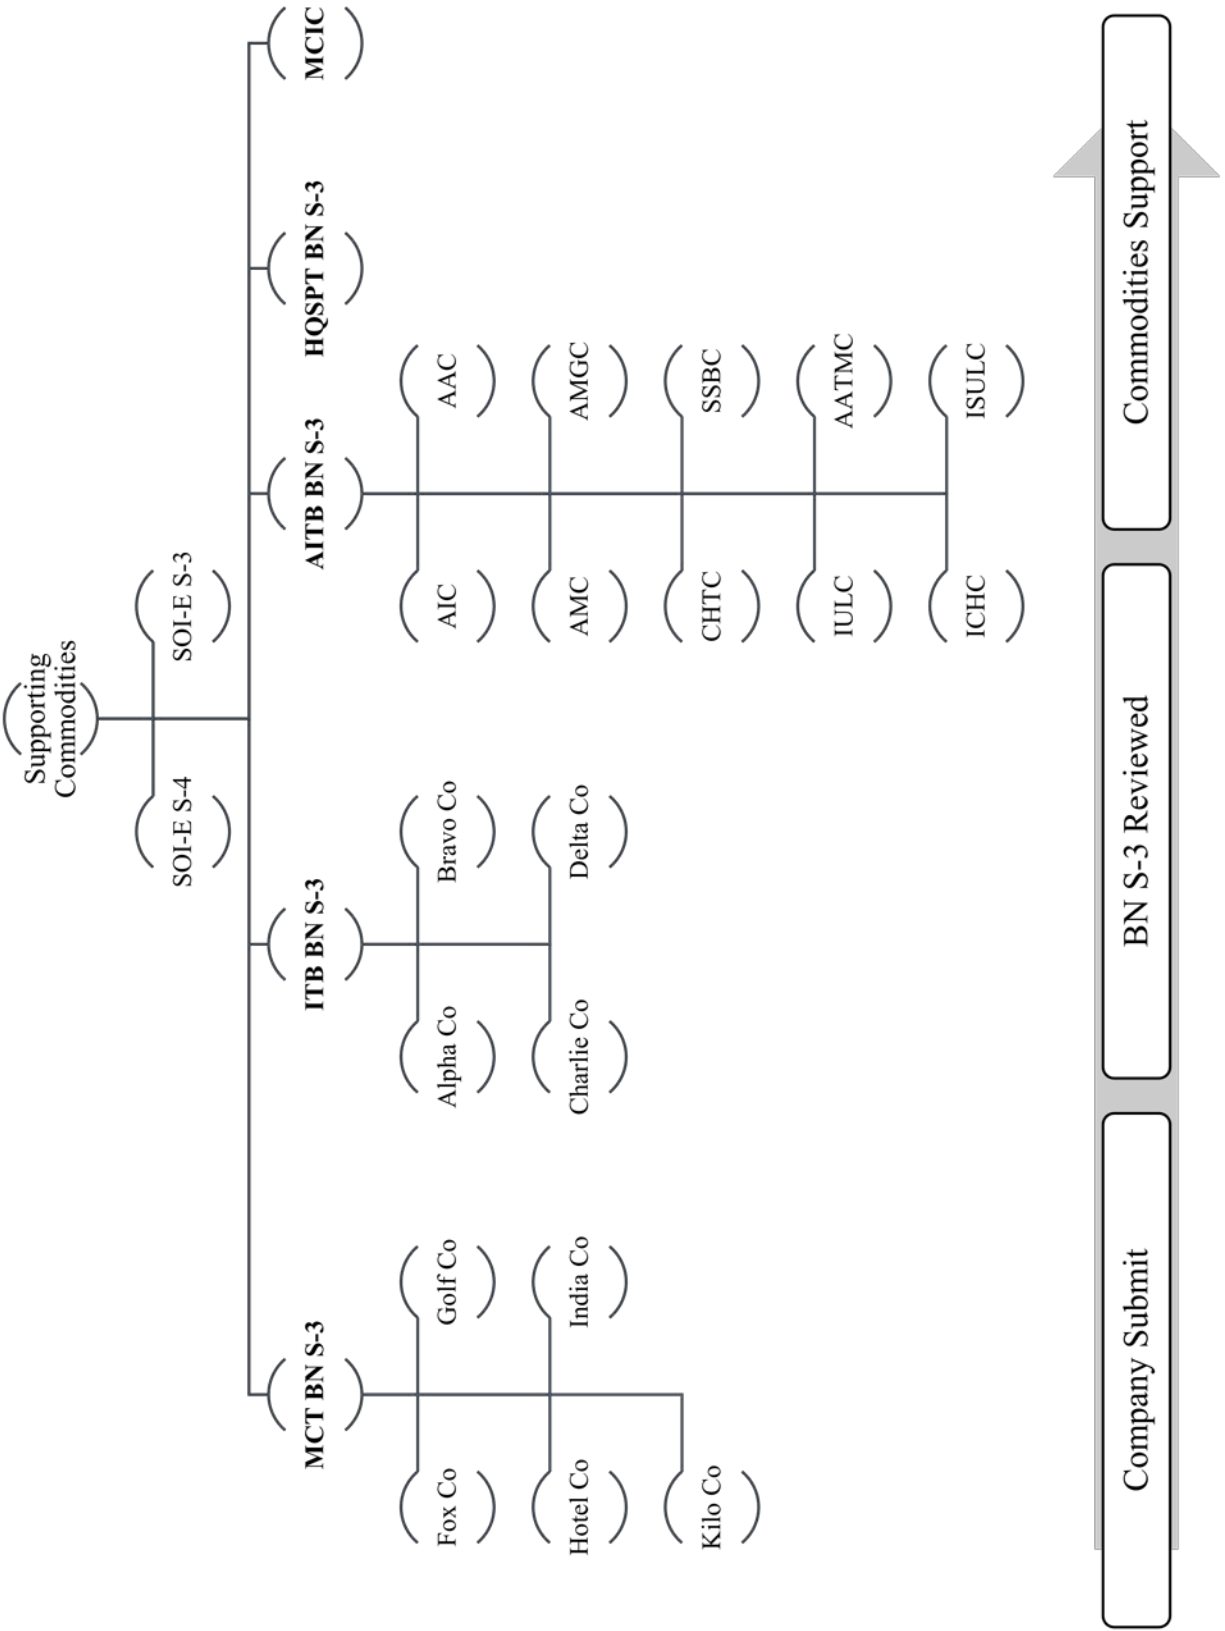 Supporting
Commodities
SOI-E S-4
SOI-E S-3
MCT BN S-3
ITB BN S-3
AITB BN S-3
HQSPT BN S-3
MCIC
Fox Co
Golf Co
Hotel Co
India Co
Kilo Co
Alpha Co
Bravo Co
Charlie Co
Delta Co
AIC
AAC
AMC
AMGC
CHTC
SSBC
IULC
AATMC
ICHC
ISULC
Company Submit
BN S-3 Reviewed
Commodities Support